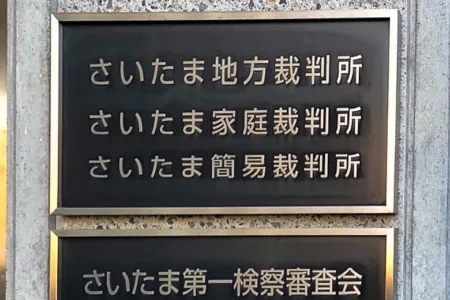 さいたま地方裁判所
さいたま家庭裁判所
さいたま簡易裁判所
さいたま第一検察審査会